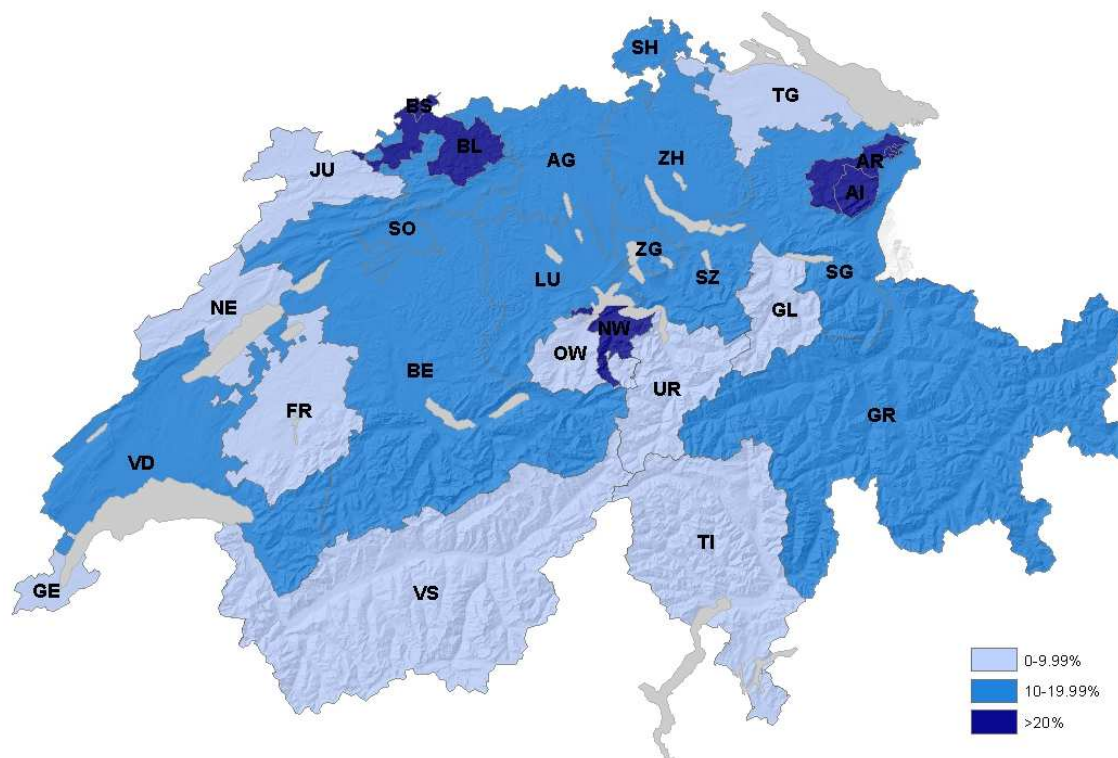 SH
TG
BS
BL
AG
ZH
AR
JU
AI
SO
ZG
SZ
SG
LU
NE
GL
NW
OW
BE
UR
FR
GR
VD
TI
GE
VS
0-9.99%
10-19.99%
>20%